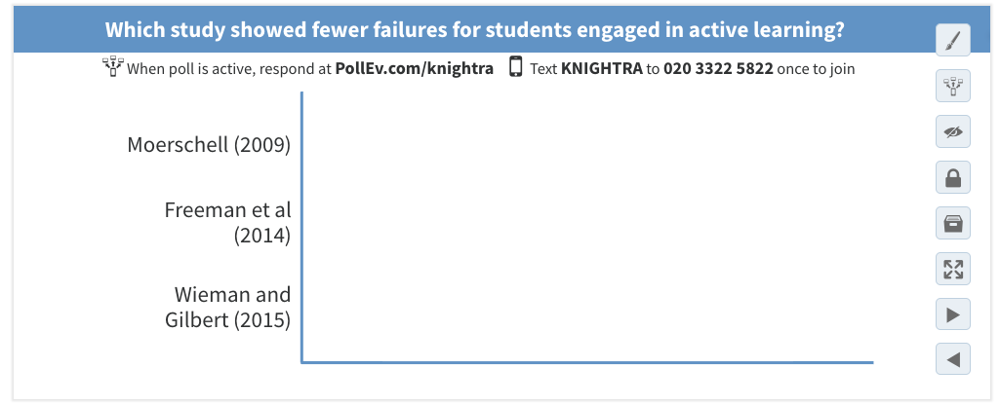 Which study showed fewer failures for students engaged in active learning?
When poll is active, respond at PollEv.com/knightra Text KNIGHTRA to 020 3322 5822 once to join
Moerschell (2009)
Freeman et al
(2014)
Wieman and
Gilbert (2015)